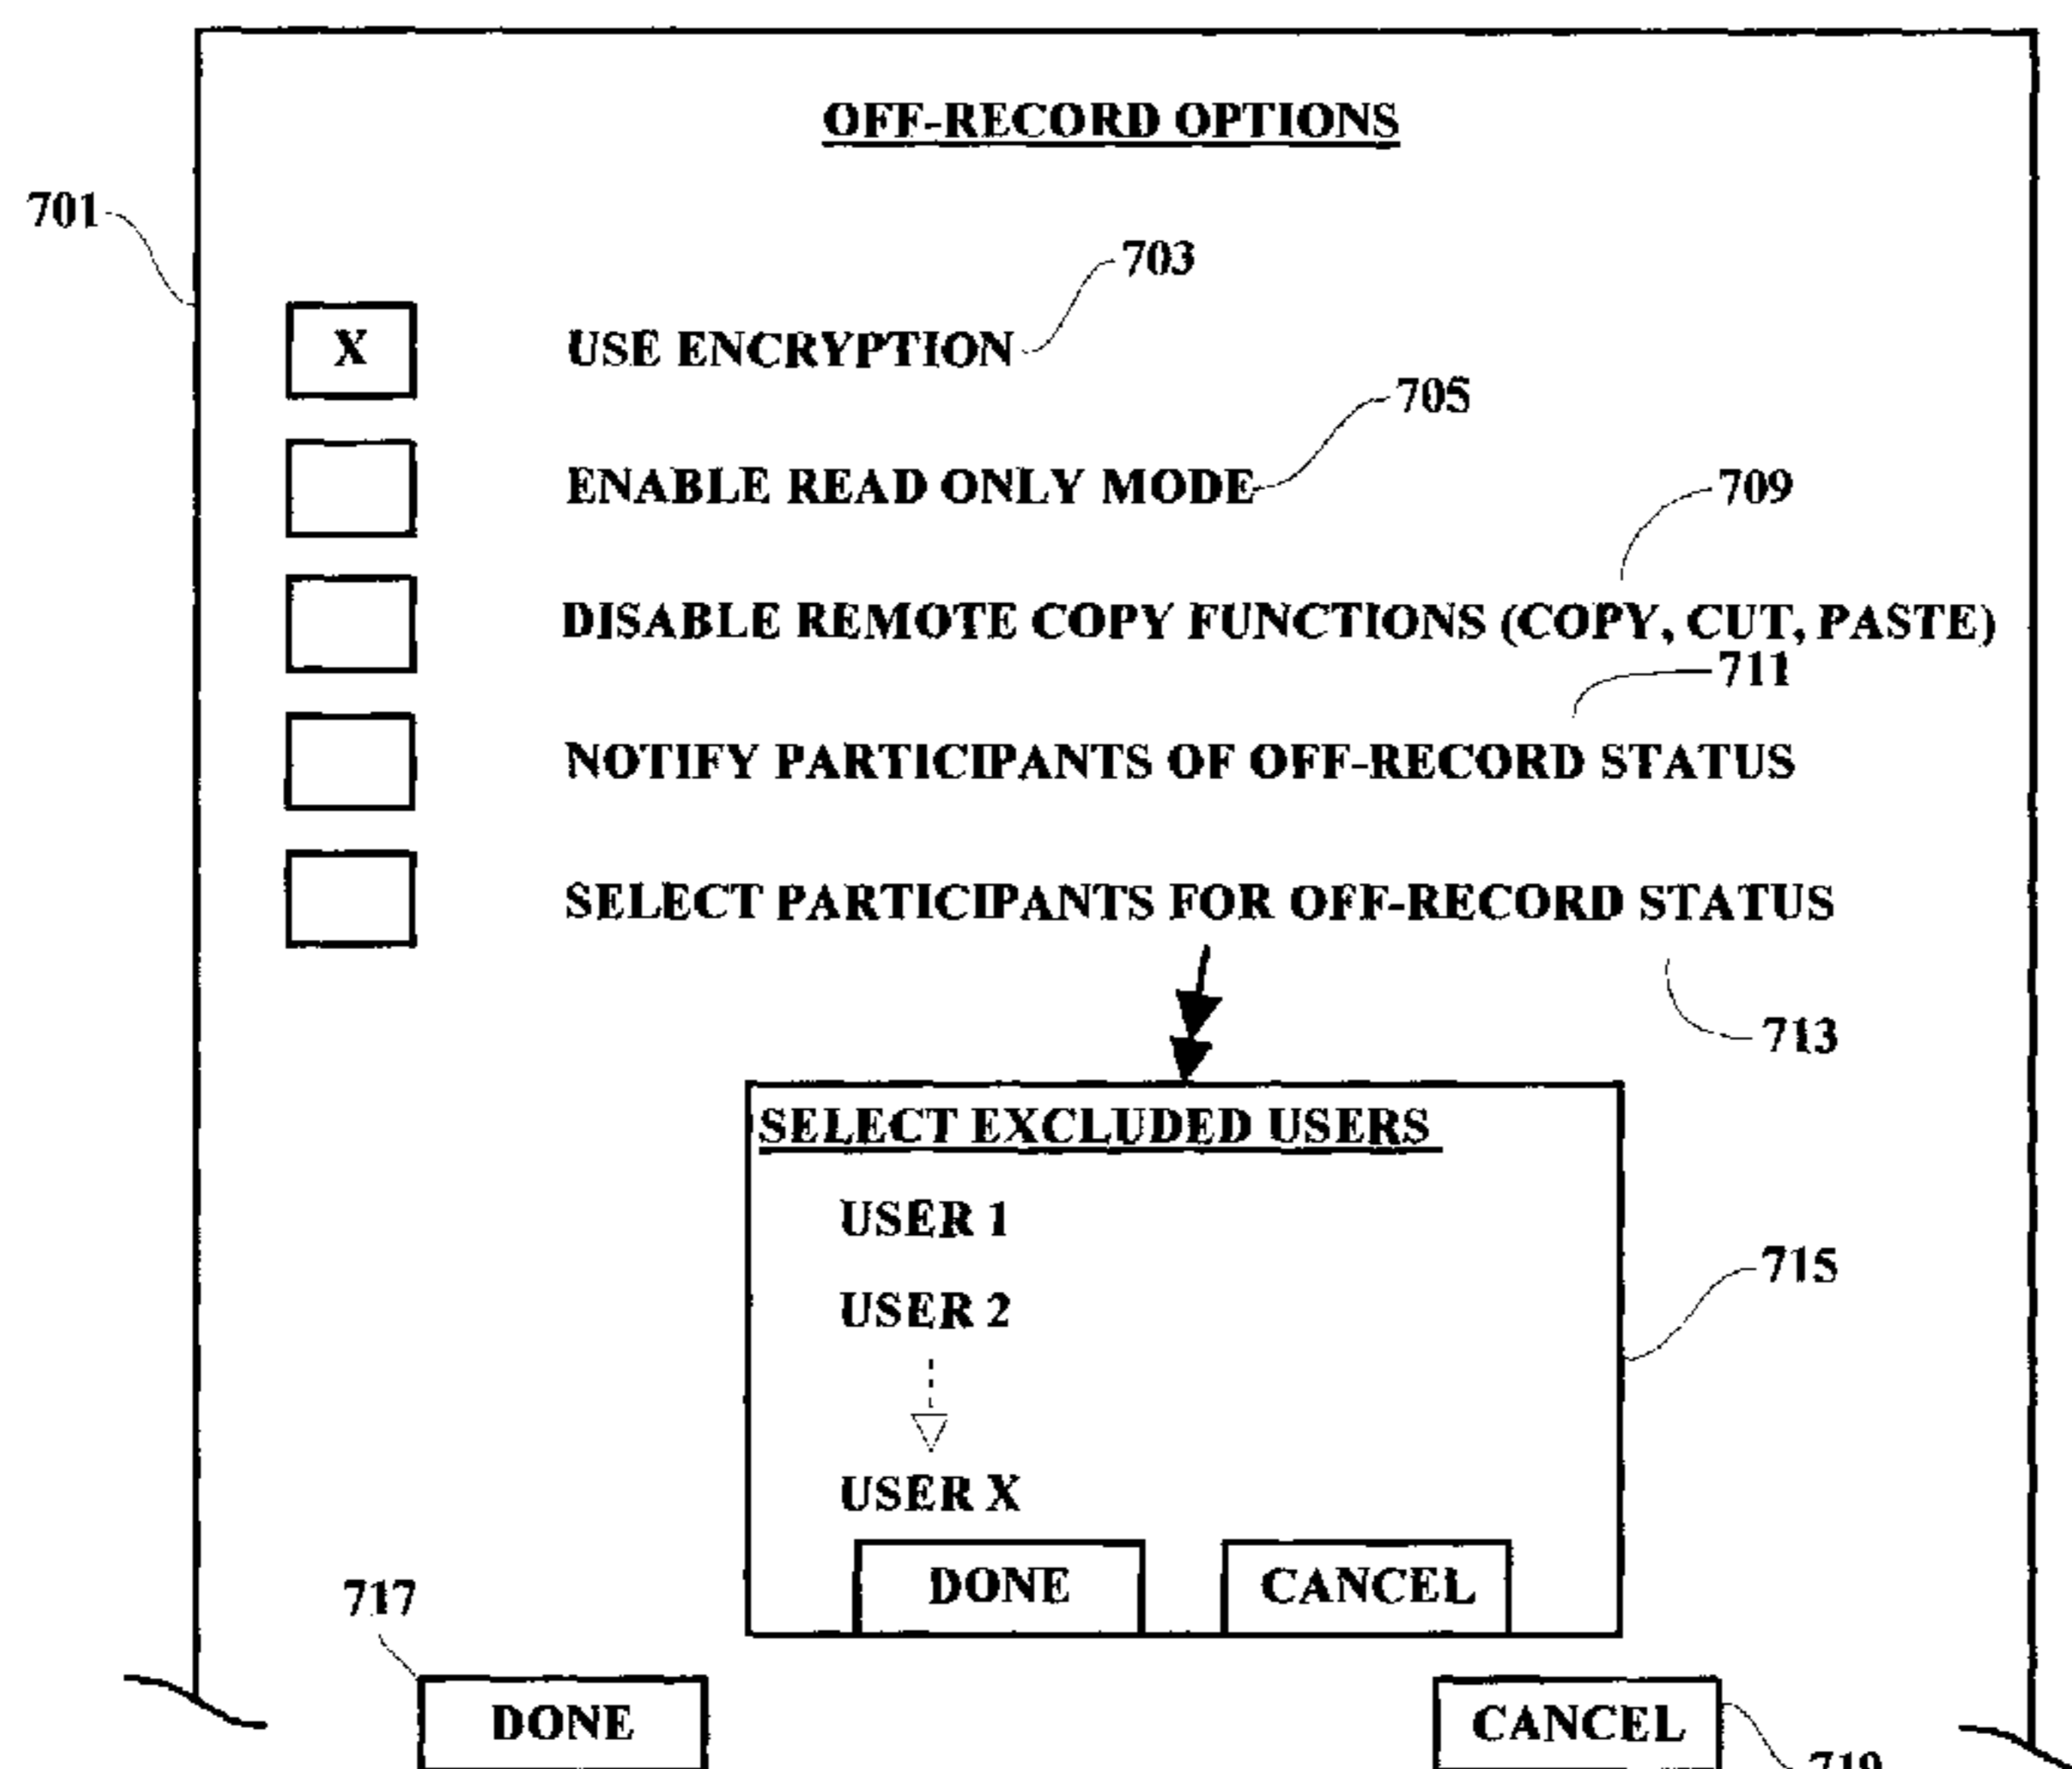 OFF-RECORD OPTIONS
701
703
X USE ENCRYPTION
705
ENABLE READ ONLY MODE
709
DISABLE REMOTE COPY FUNCTIONS (COPY, CUT, PASTE)
711
NOTIFY PARTICIPANTS OF OFF-RECORD STATUS
SELECT PARTICIPANTS FOR OFF-RECORD STATUS
713
SELECT EXCLUDED USERS
USER 1
715
USER 2
USER X
DONE CANCEL
717
DONE CANCEL
719